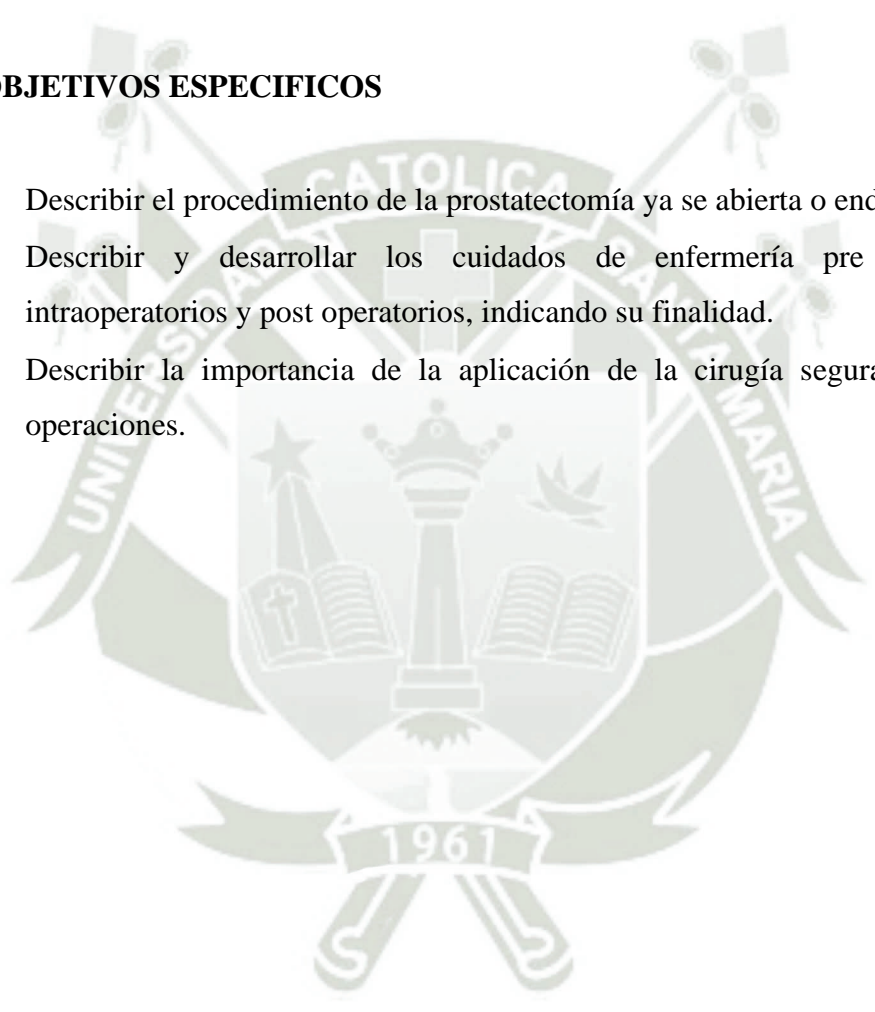 BJETIVOS ESPECIFICOS
Describir el procedimiento de la prostatectomía ya se abierta o end
Describir y desarrollar los cuidados de enfermería pre
intraoperatorios y post operatorios, indicando su finalidad.
Describir la importancia de la aplicación de la cirugía segura
operaciones.
UNIVERSIDAD CATOLICA SANTA MARIA
1961